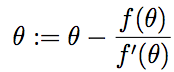 θ := θ − f(θ) / f′(θ)